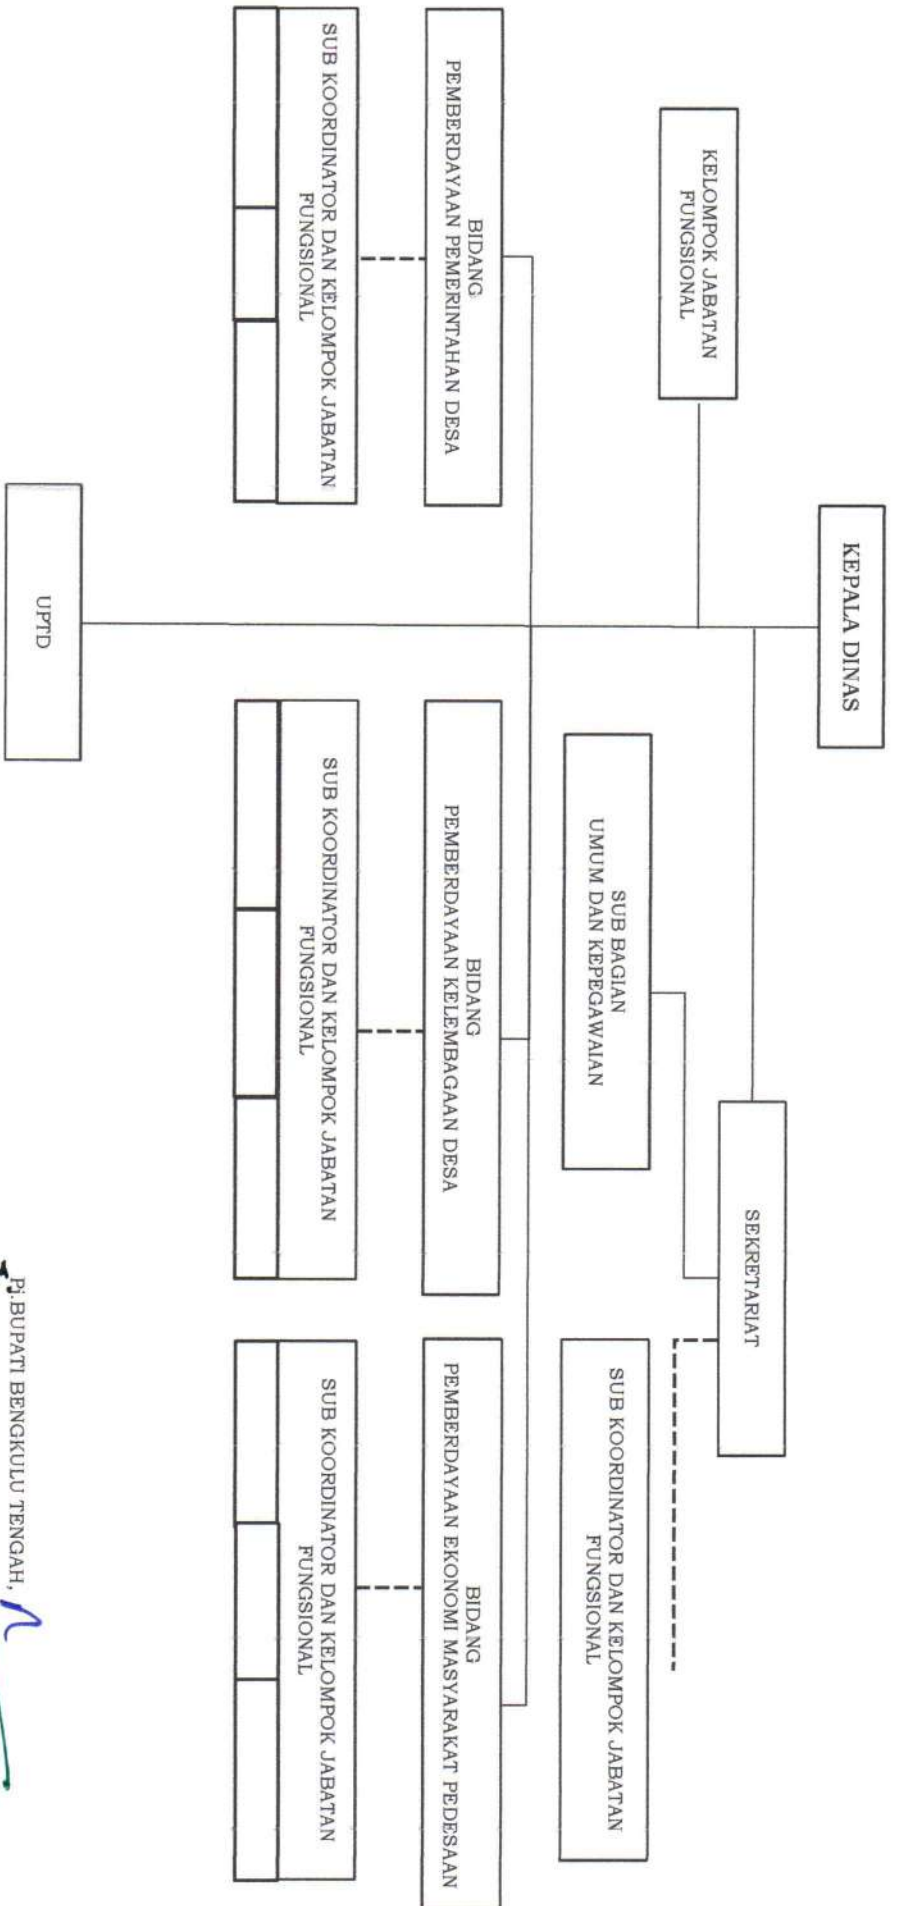 KEPALA DINAS
KELOMPOK JABATAN
FUNGSIONAL
SEKRETARIAT
SUB BAGIAN
UMUM DAN KEPEGAWAIAN
SUB KOORDINATOR DAN KELOMPOK JABATAN
FUNGSIONAL
BIDANG
PEMBERDAYAAN PEMERINTAHAN DESA
BIDANG
PEMBERDAYAAN KELEMBAGAAN DESA
BIDANG
PEMBERDAYAAN EKONOMI MASYARAKAT PEDESAAN
SUB KOORDINATOR DAN KELOMPOK JABATAN
FUNGSIONAL
SUB KOORDINATOR DAN KELOMPOK JABATAN
FUNGSIONAL
SUB KOORDINATOR DAN KELOMPOK JABATAN
FUNGSIONAL
UPTD
Pj.BUPATI BENGKULU TENGAH,